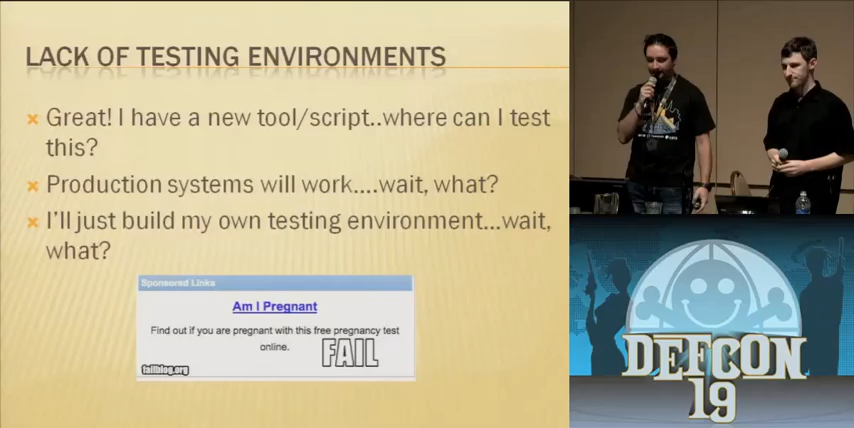 LACK OF TESTING ENVIRONMENTS
Great! I have a new tool/script..where can I test
this?
Production systems will work....wait, what?
I'll just build my own testing environment...wait,
what?
Sponsored Links
Am I Pregnant
Find out if you are pregnant with this free pregnancy test
online.
FAIL
failblog.org
DEFCON
19